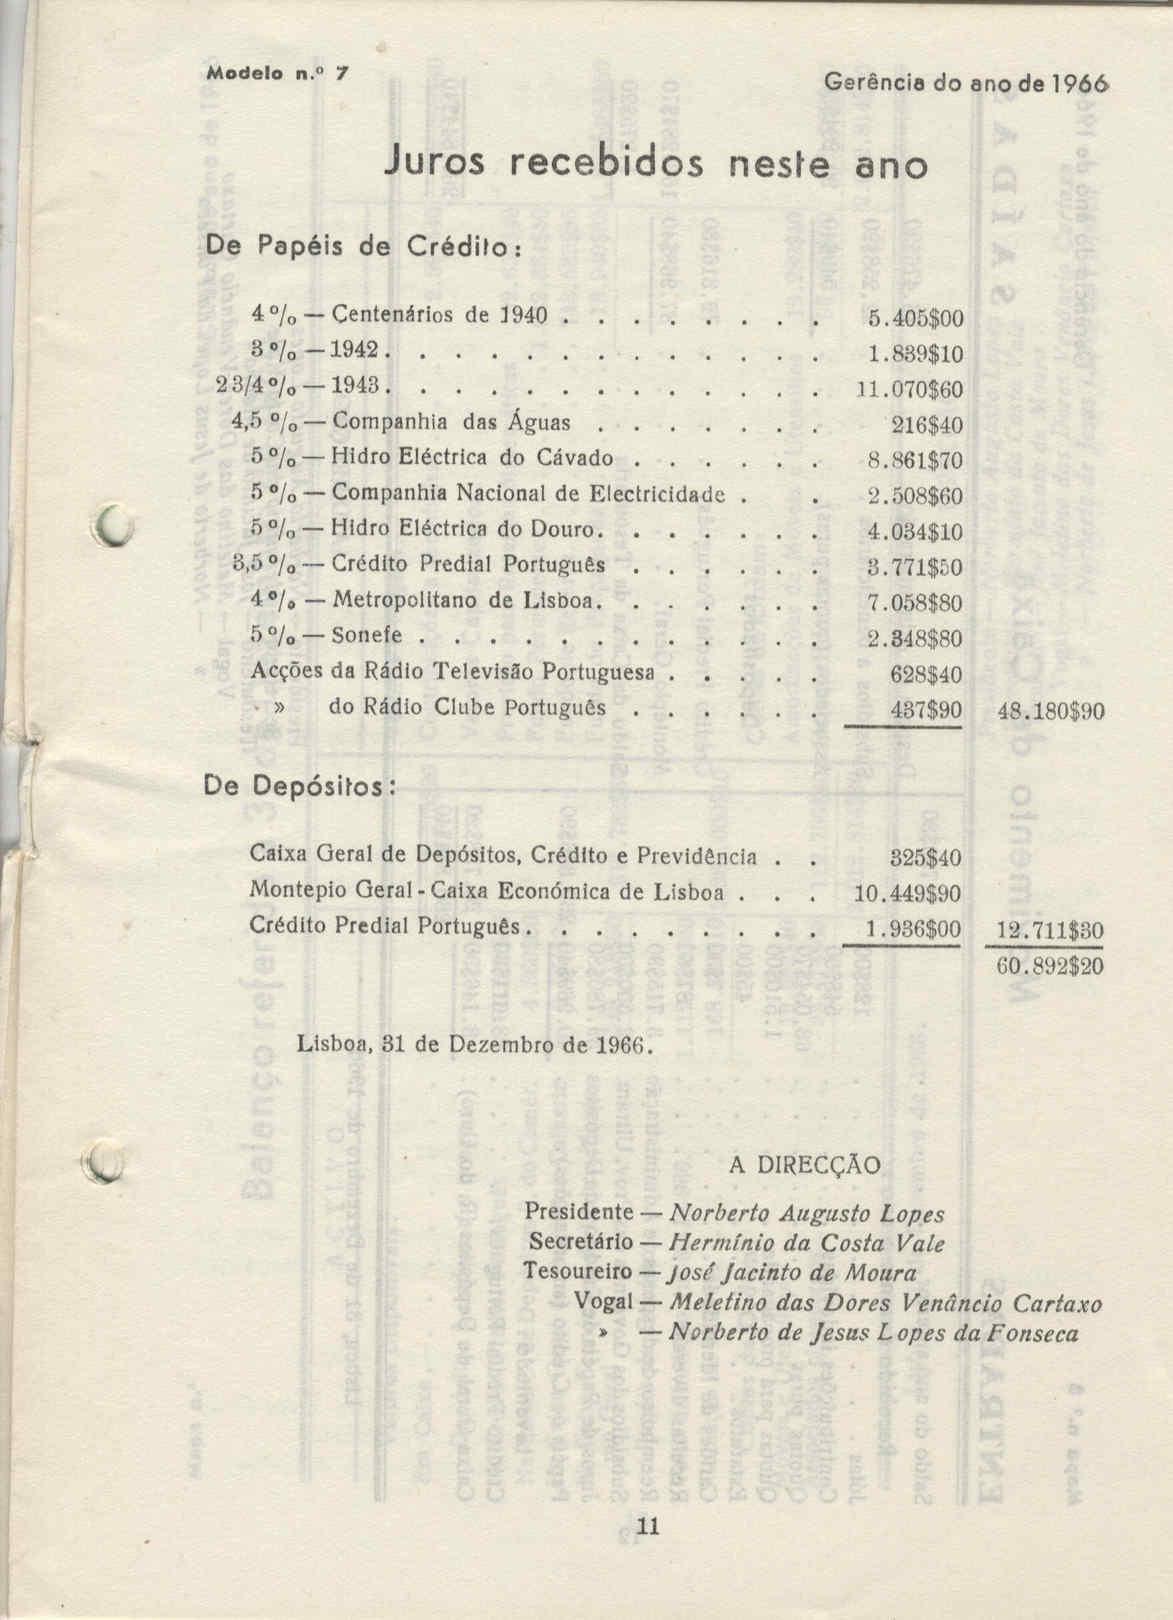 Modelo n.º 7
Gerência do ano de 1966
Juros recebidos neste ano
De Papéis de Crédito:
4 % — Centenários de 1940 . . . . . . . . 5.405$00
3 % — 1942 . . . . . . . . . . . . . 1.839$10
2 3/4 % — 1943 . . . . . . . . . . . . . 11.070$60
4,5 % — Companhia das Águas . . . . . . . 216$40
5 % — Hidro Eléctrica do Cávado . . . . . . 8.861$70
5 % — Companhia Nacional de Electricidade . . 2.508$60
5 % — Hidro Eléctrica do Douro . . . . . . . 4.034$10
3,5 % — Crédito Predial Português . . . . . . 3.771$50
4 % — Metropolitano de Lisboa . . . . . . . 7.058$80
5 % — Sonefe . . . . . . . . . . . . 2.348$80
Acções da Rádio Televisão Portuguesa . . . . . 628$40
» do Rádio Clube Português . . . . . . 437$90 48.180$90
De Depósitos:
Caixa Geral de Depósitos, Crédito e Previdência . . 325$40
Montepio Geral - Caixa Económica de Lisboa . . . 10.449$90
Crédito Predial Português . . . . . . . . . 1.936$00 12.711$30
60.892$20
Lisboa, 31 de Dezembro de 1966.
A DIRECÇÃO
Presidente — Norberto Augusto Lopes
Secretário — Hermínio da Costa Vale
Tesoureiro — José Jacinto de Moura
Vogal — Meletino das Dores Venâncio Cartaxo
» — Norberto de Jesus Lopes da Fonseca
11